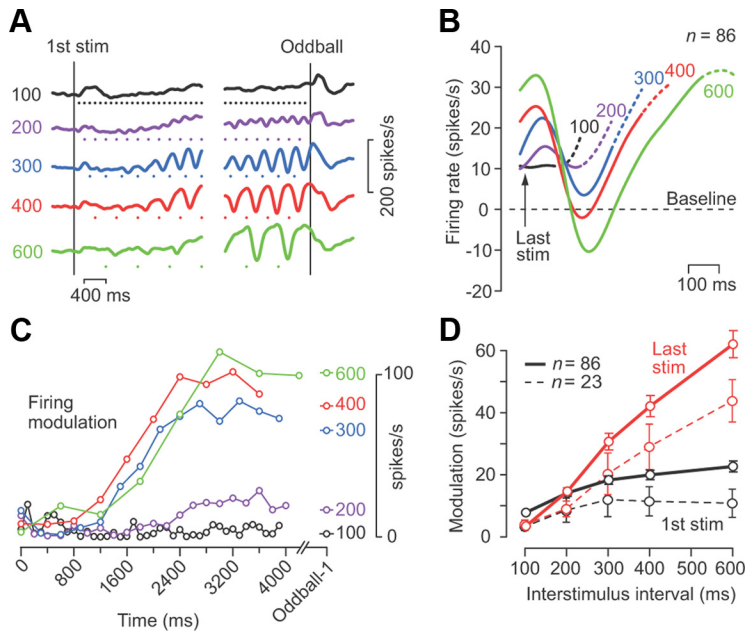 A
1st stim
Oddball
100
200
300
400
600
200 spikes/s
400 ms
B
n = 86
40
30
20
10
0
-10
-20
Firing rate (spikes/s)
100
200
300
400
600
Baseline
Last
stim
100 ms
C
Firing
modulation
600
400
300
200
100
100
0
spikes/s
0
800
1600
2400
3200
4000
Oddball-1
Time (ms)
D
n = 86
n = 23
Last
stim
1st stim
60
40
20
0
Modulation (spikes/s)
100 200 300 400 500 600
Interstimulus interval (ms)